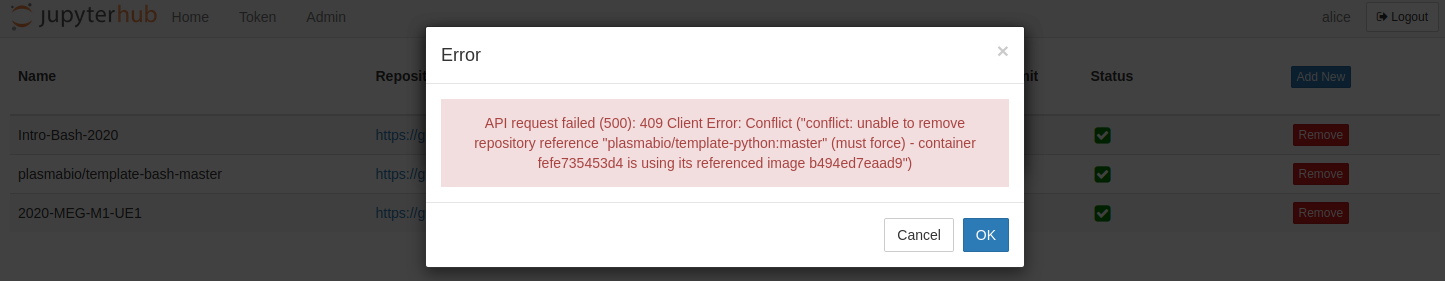 jupyterhub Home Token Admin alice Logout
Error ×
Name Reposit it Status Add New
API request failed (500): 409 Client Error: Conflict ("conflict: unable to remove
repository reference "plasmabio/template-python:master" (must force) - container
fefe735453d4 is using its referenced image b494ed7eaad9")
Intro-Bash-2020 https://g Remove
plasmabio/template-bash-master https://g Remove
2020-MEG-M1-UE1 https://g Remove
Cancel OK